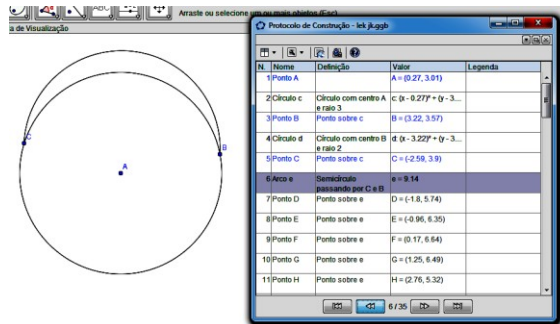 ABC
Arraste ou selecione um ou mais objetos (Esc)
a de Visualização
C
B
A
Protocolo de Construção - lek jk.ggb
N. Nome Definição Valor Legenda
1 Ponto A A = (0.27, 3.01)
2 Círculo c Círculo com centro A e raio 3 c: (x - 0.27)² + (y - 3....
3 Ponto B Ponto sobre c B = (3.22, 3.57)
4 Círculo d Círculo com centro B e raio 2 d: (x - 3.22)² + (y - 3....
5 Ponto C Ponto sobre c C = (-2.59, 3.9)
6 Arco e Semicírculo passando por C e B e = 9.14
7 Ponto D Ponto sobre e D = (-1.8, 5.74)
8 Ponto E Ponto sobre e E = (-0.96, 6.35)
9 Ponto F Ponto sobre e F = (0.17, 6.64)
10 Ponto G Ponto sobre e G = (1.25, 6.49)
11 Ponto H Ponto sobre e H = (2.76, 5.32)
6 / 35